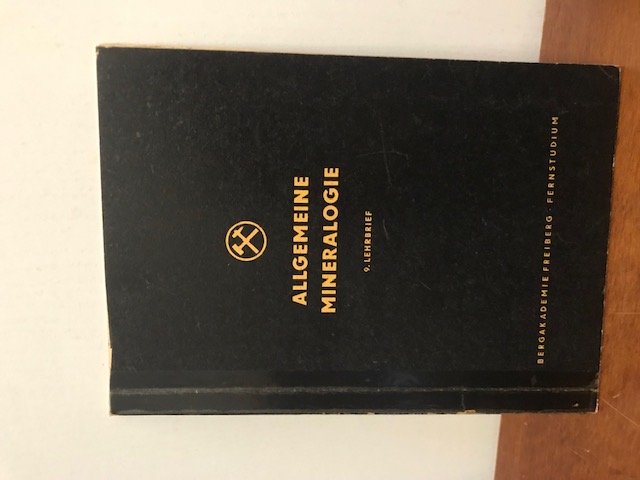 ALLGEMEINE
MINERALOGIE
9. LEHRBRIEF
BERGAKADEMIE FREIBERG · FERNSTUDIUM